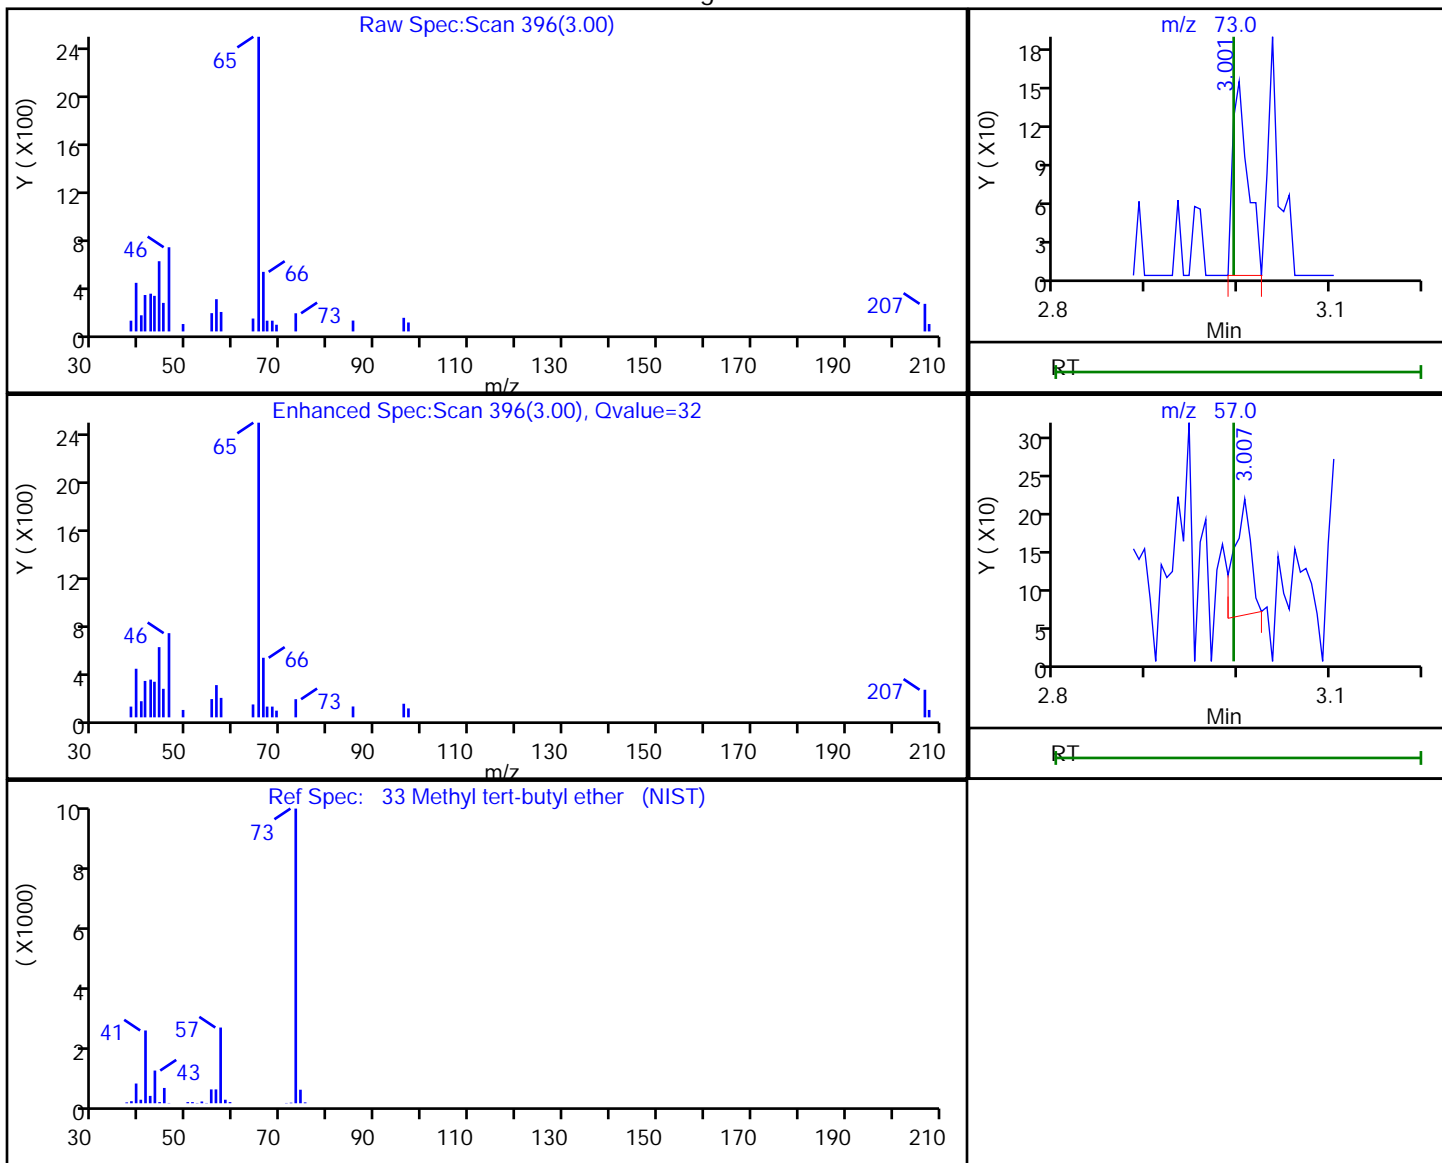 Raw Spec:Scan 396(3.00)
Y ( X100)
24
20
16
12
8
4
0
65
46
66
73
207
30 50 70 90 110 130 150 170 190 210
m/z
m/z 73.0
Y ( X10)
18
15
12
9
6
3
0
3.001
2.8 3.1
Min
RT
Enhanced Spec:Scan 396(3.00), Qvalue=32
Y ( X100)
24
20
16
12
8
4
0
65
46
66
73
207
30 50 70 90 110 130 150 170 190 210
m/z
m/z 57.0
Y ( X10)
30
25
20
15
10
5
0
3.007
2.8 3.1
Min
RT
Ref Spec: 33 Methyl tert-butyl ether (NIST)
( X1000)
10
8
6
4
2
0
73
41
57
43
30 50 70 90 110 130 150 170 190 210